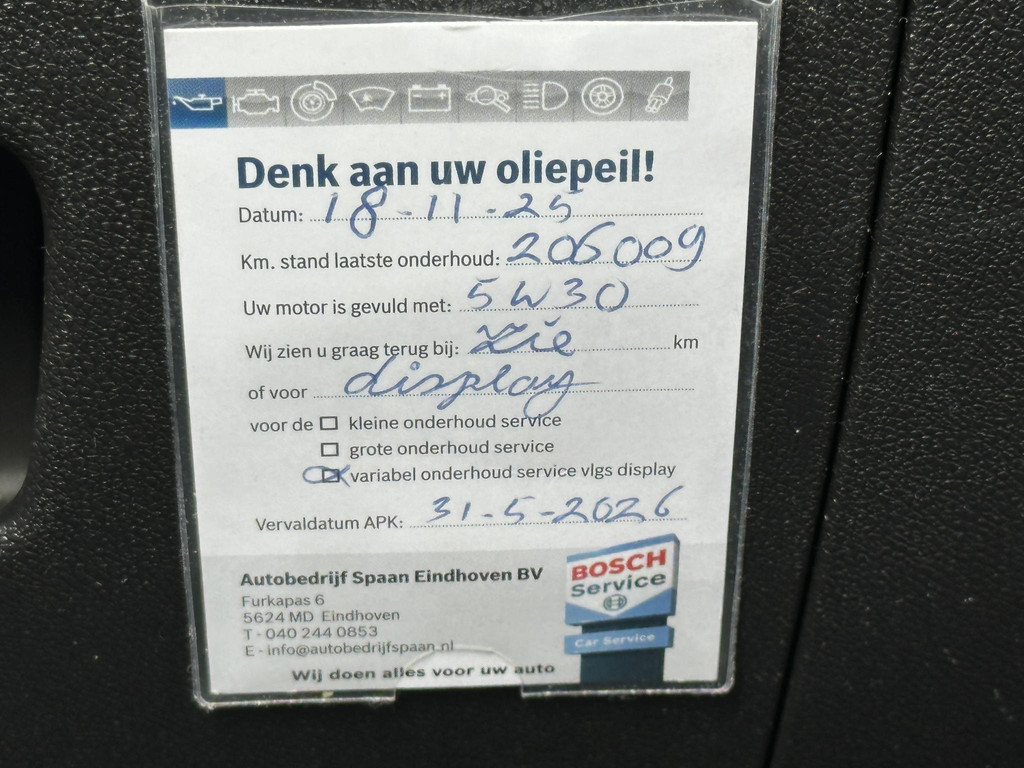 Denk aan uw oliepeil!
Datum: 18-11-25
Km. stand laatste onderhoud: 206009
Uw motor is gevuld met: 5W30
Wij zien u graag terug bij: zie km
of voor display
voor de kleine onderhoud service
grote onderhoud service
variabel onderhoud service vlgs display
Vervaldatum APK: 31-5-2026
Autobedrijf Spaan Eindhoven BV
Furkapas 6
5624 MD Eindhoven
T - 040 244 0853
E - info@autobedrijfspaan.nl
Wij doen alles voor uw auto
BOSCH
Service
Car Service